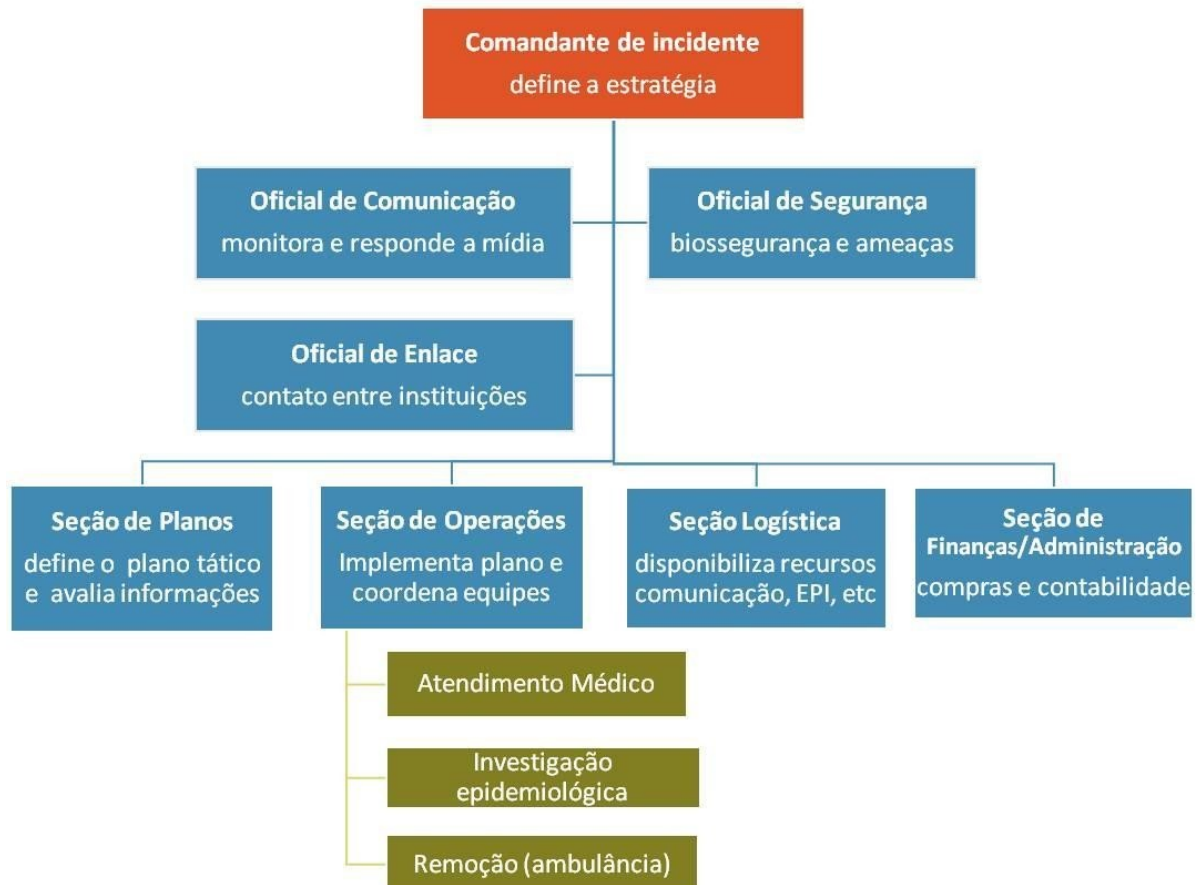 Comandante de incidente
define a estratégia
Oficial de Comunicação
monitora e responde a mídia
Oficial de Segurança
biossegurança e ameaças
Oficial de Enlace
contato entre instituições
Seção de Planos
define o plano tático
e avalia informações
Seção de Operações
Implementa plano e
coordena equipes
Seção Logística
disponibiliza recursos
comunicação, EPI, etc
Seção de
Finanças/Administração
compras e contabilidade
Atendimento Médico
Investigação
epidemiológica
Remoção (ambulância)